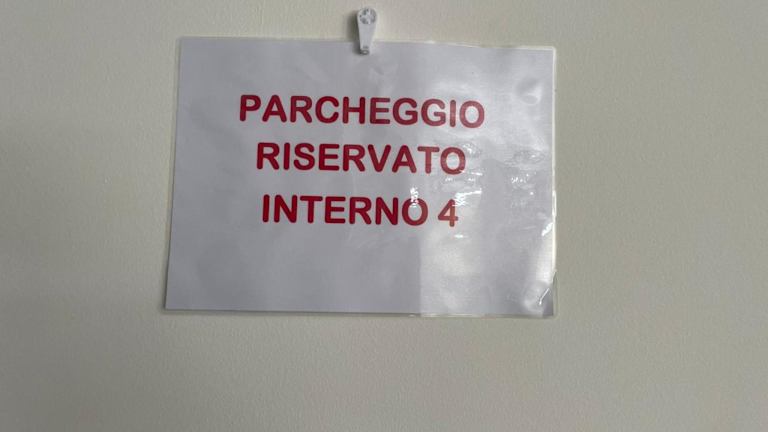 PARCHEGGIO
RISERVATO
INTERNO 4